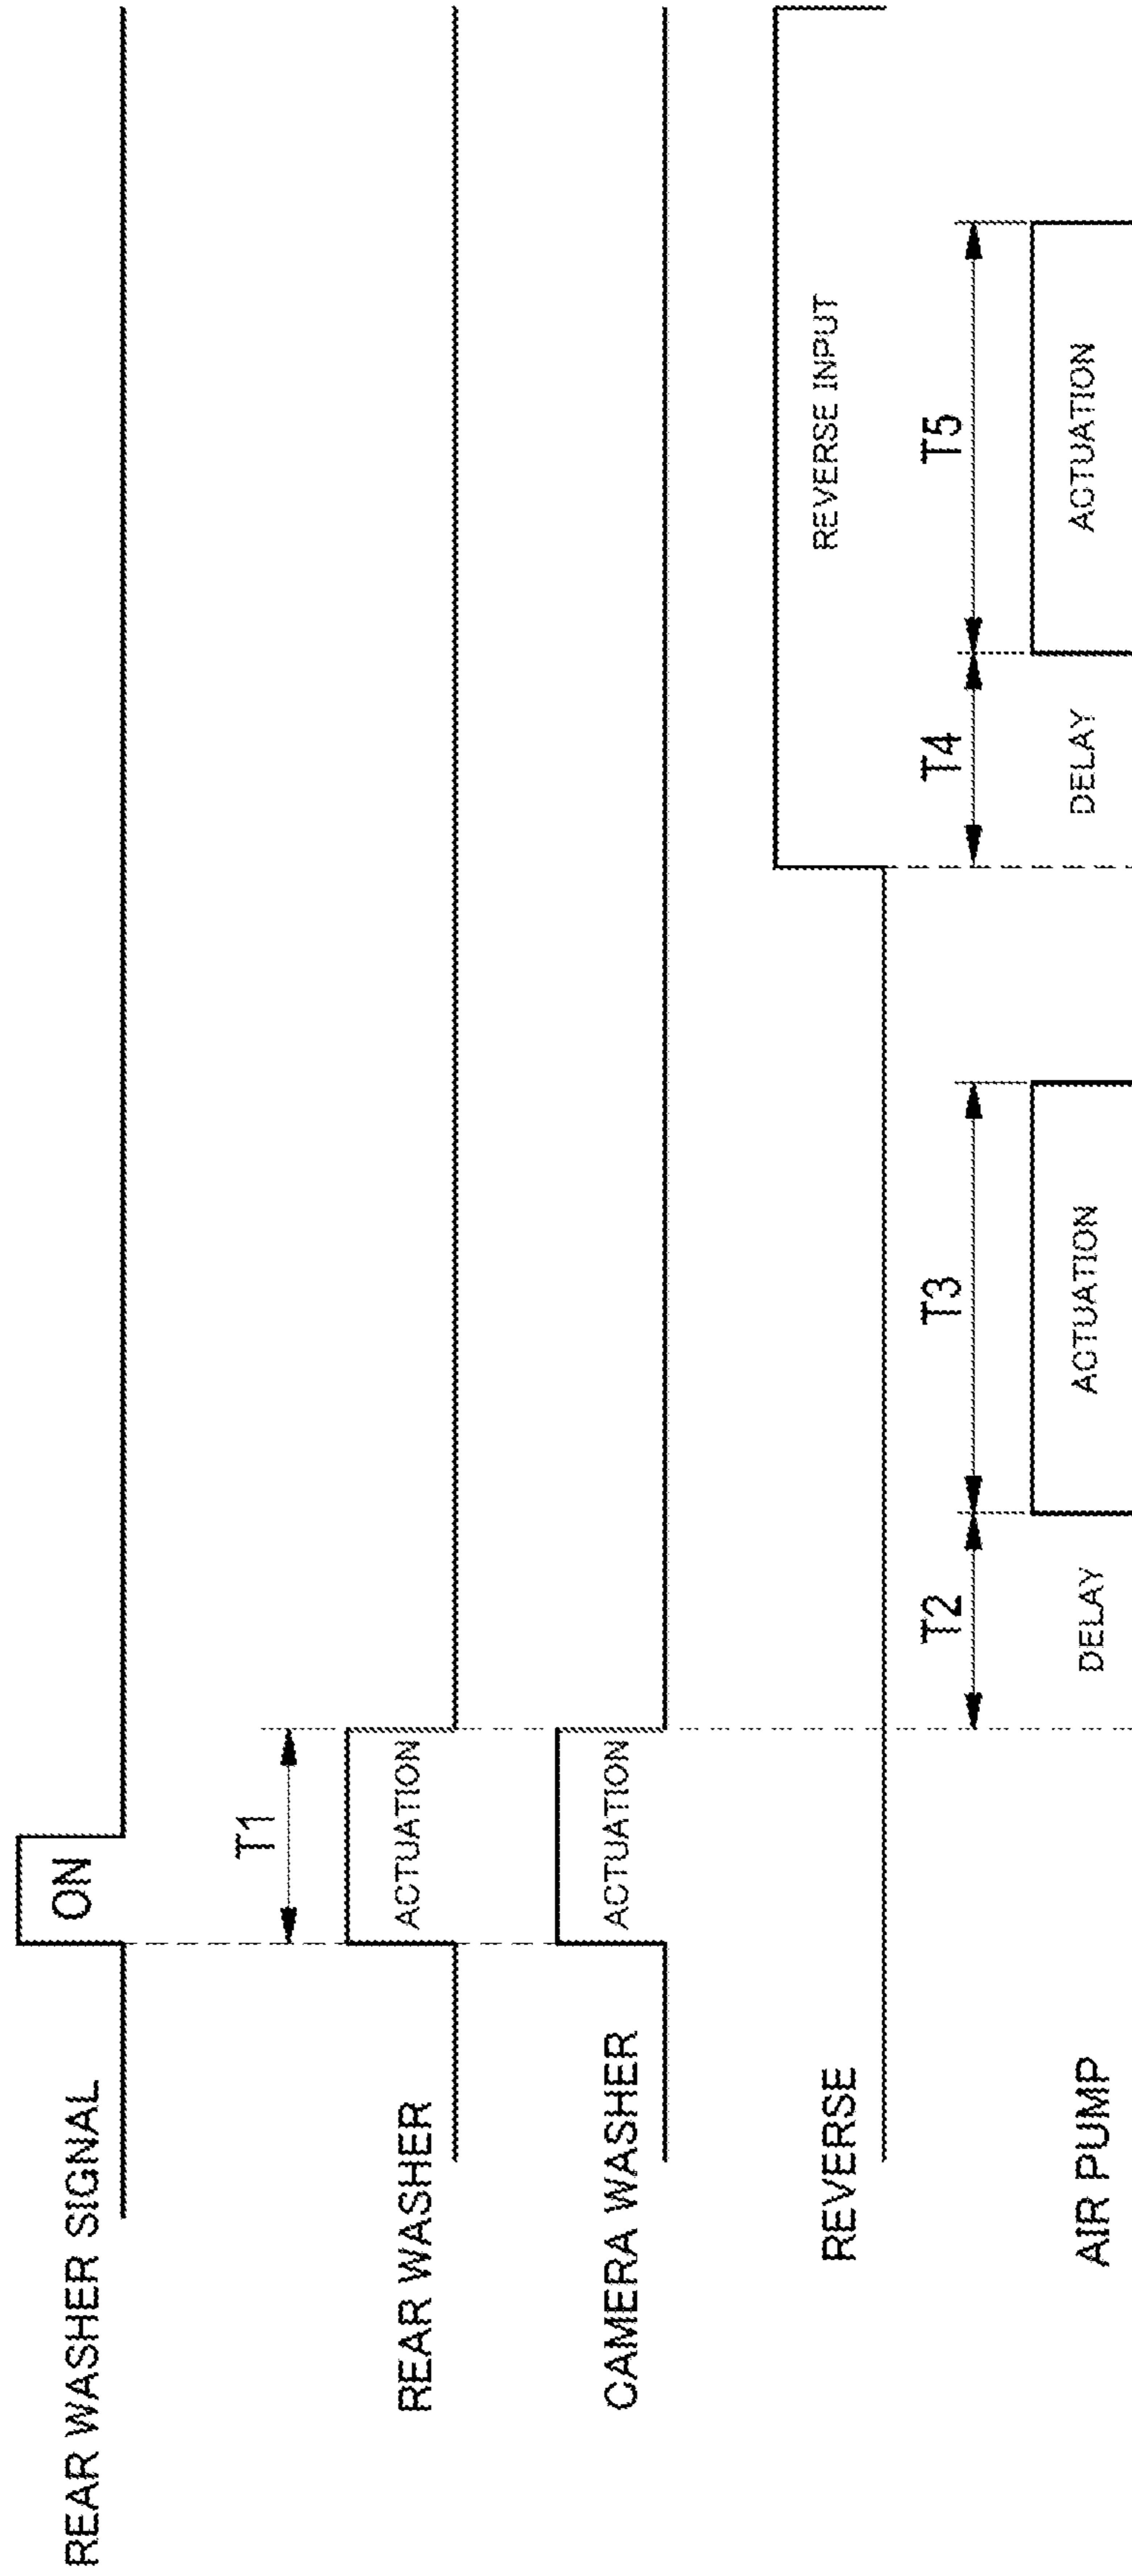 REAR WASHER SIGNAL
ON
T1
REAR WASHER
ACTUATION
CAMERA WASHER
ACTUATION
REVERSE
REVERSE INPUT
T2
T3
T4
T5
AIR PUMP
DELAY
ACTUATION
DELAY
ACTUATION